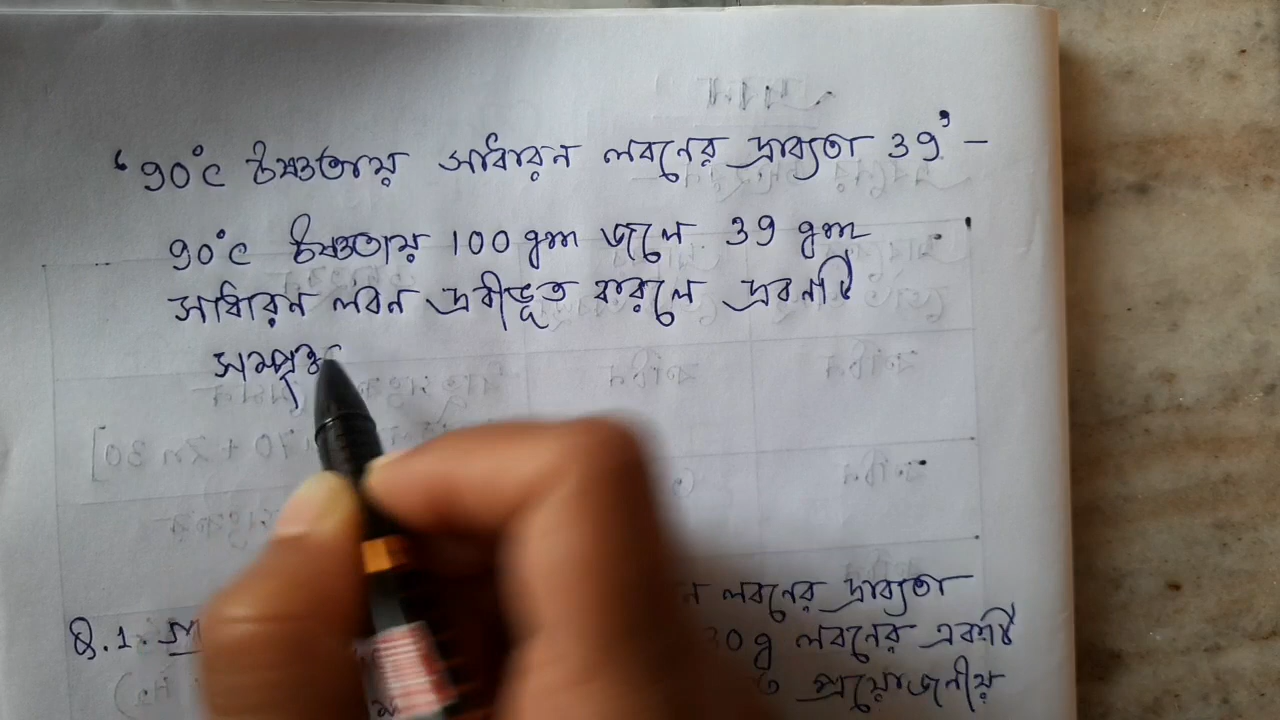 ‘90°C উষ্ণতায় সাধারন লবনের দ্রাব্যতা 39’ –
90°C উষ্ণতায় 100 gm জলে 39 gm
সাধারন লবন দ্রবীভূত করলে দ্রবনটি
সম্পৃক্ত
লবনের দ্রাব্যতা
Q.1. 30g লবনের একটি
প্রয়োজনীয়